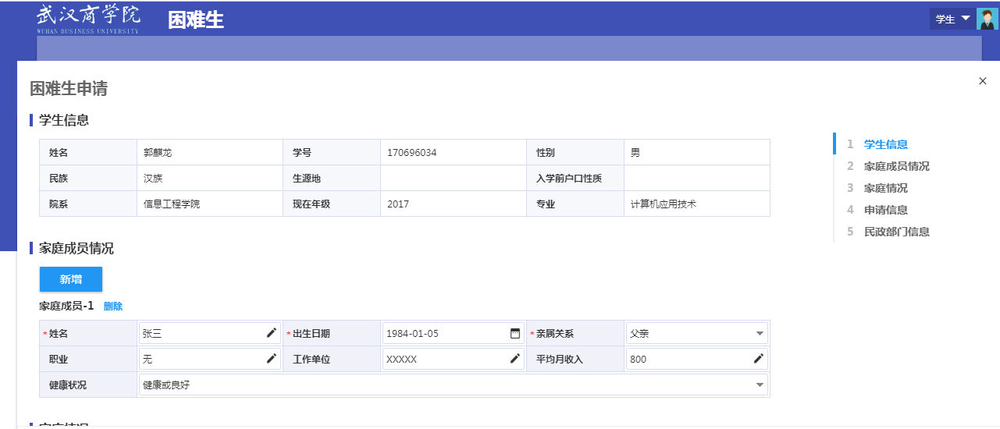 武汉商学院
WUHAN BUSINESS UNIVERSITY
困难生
学生
困难生申请
学生信息
姓名 郭麒龙 学号 170696034 性别 男
民族 汉族 生源地 入学前户口性质
院系 信息工程学院 现在年级 2017 专业 计算机应用技术
1 学生信息
2 家庭成员情况
3 家庭情况
4 申请信息
5 民政部门信息
家庭成员情况
新增
家庭成员-1 删除
*姓名 张三 *出生日期 1984-01-05 *亲属关系 父亲
职业 无 工作单位 XXXXX 平均月收入 800
健康状况 健康或良好
家庭情况